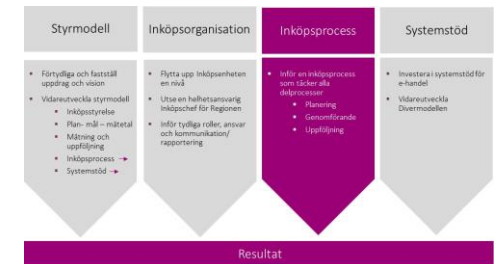 Styrmodell
Förtydliga och fastställ
uppdrag och vision
Vidareutveckla styrmodell
Inköpsstyrelse
Plan- mål – mätetal
Mätning och
uppföljning
Inköpsprocess →
Systemstöd →
Inköpsorganisation
Flytta upp Inköpsenheten
en nivå
Utse en helhetsansvarig
Inköpschef för Regionen
Inför tydliga roller, ansvar
och kommunikation/
rapportering
Inköpsprocess
Inför en inköpsprocess
som täcker alla
delprocesser
Planering
Genomförande
Uppföljning
Systemstöd
Investera i systemstöd för
e-handel
Vidareutveckla
Divermodellen
Resultat